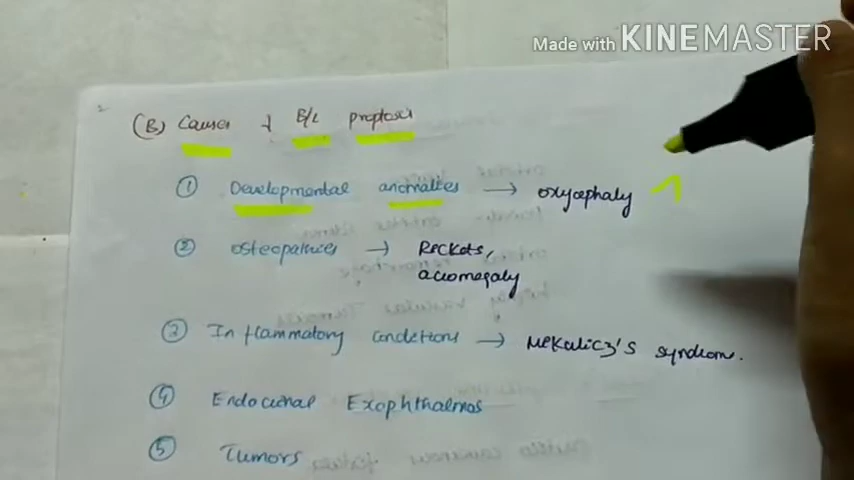 Made with KINEMASTER
(B) Causes of B/L proptosis
① Developmental anomalies → oxycephaly
② Osteopathies → Rickets,
acromegaly
③ Inflammatory conditions → Mikulicz's syndrome.
④ Endocrinal Exophthalmos
⑤ Tumors